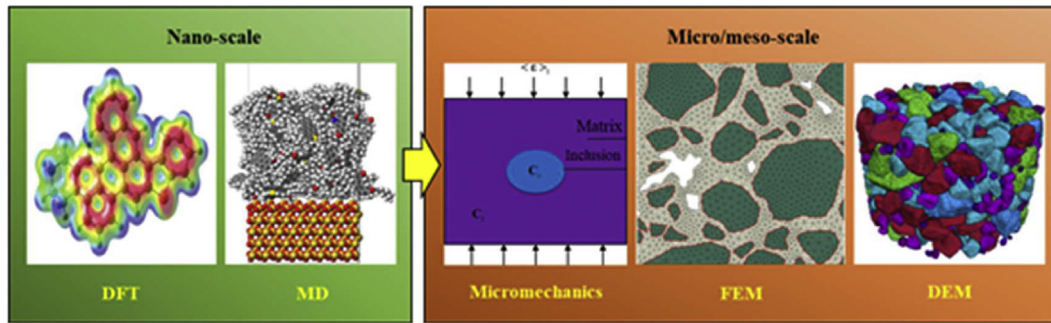 Nano-scale
Micro/meso-scale
< ε >
Matrix
Inclusion
DFT
MD
Micromechanics
FEM
DEM